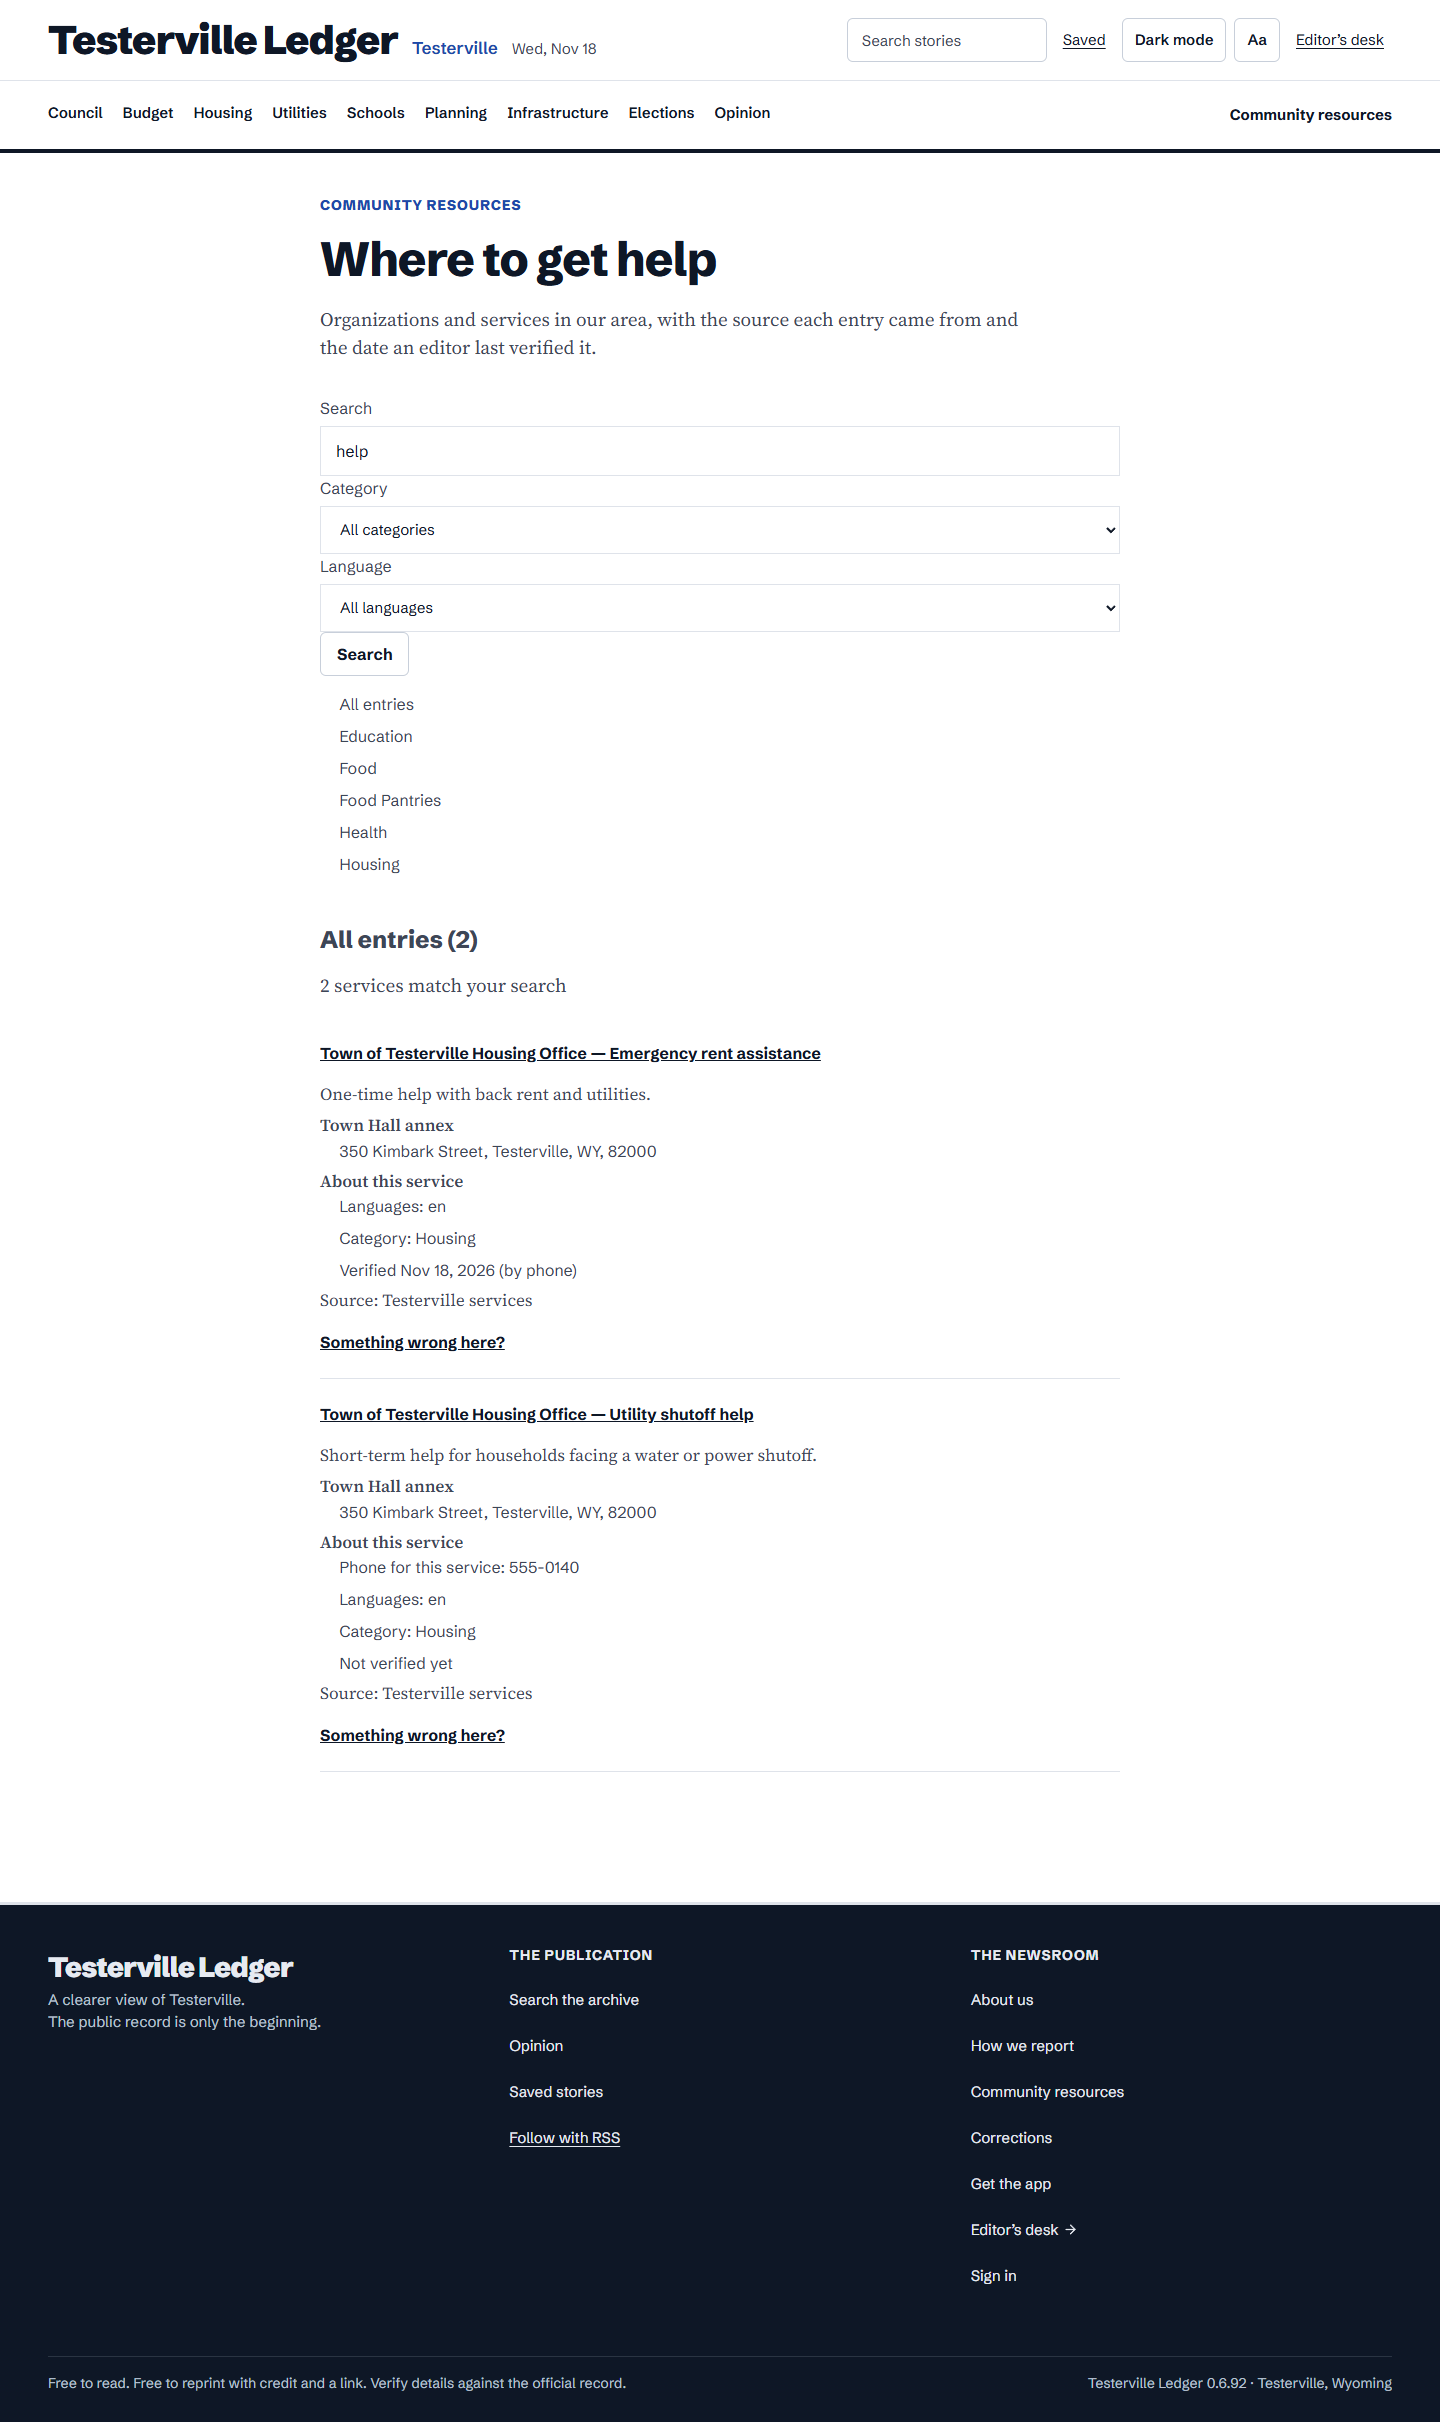 Testerville Ledger
Testerville
Wed, Nov 18
Search stories
Saved
Dark mode
Aa
Editor’s desk
Council
Budget
Housing
Utilities
Schools
Planning
Infrastructure
Elections
Opinion
Community resources
COMMUNITY RESOURCES
Where to get help
Organizations and services in our area, with the source each entry came from and
the date an editor last verified it.
Search
help
Category
All categories
Language
All languages
Search
All entries
Education
Food
Food Pantries
Health
Housing
All entries (2)
2 services match your search
Town of Testerville Housing Office — Emergency rent assistance
One-time help with back rent and utilities.
Town Hall annex
350 Kimbark Street, Testerville, WY, 82000
About this service
Languages: en
Category: Housing
Verified Nov 18, 2026 (by phone)
Source: Testerville services
Something wrong here?
Town of Testerville Housing Office — Utility shutoff help
Short-term help for households facing a water or power shutoff.
Town Hall annex
350 Kimbark Street, Testerville, WY, 82000
About this service
Phone for this service: 555-0140
Languages: en
Category: Housing
Not verified yet
Source: Testerville services
Something wrong here?
Testerville Ledger
A clearer view of Testerville.
The public record is only the beginning.
THE PUBLICATION
Search the archive
Opinion
Saved stories
Follow with RSS
THE NEWSROOM
About us
How we report
Community resources
Corrections
Get the app
Editor’s desk →
Sign in
Free to read. Free to reprint with credit and a link. Verify details against the official record.
Testerville Ledger 0.6.92 · Testerville, Wyoming